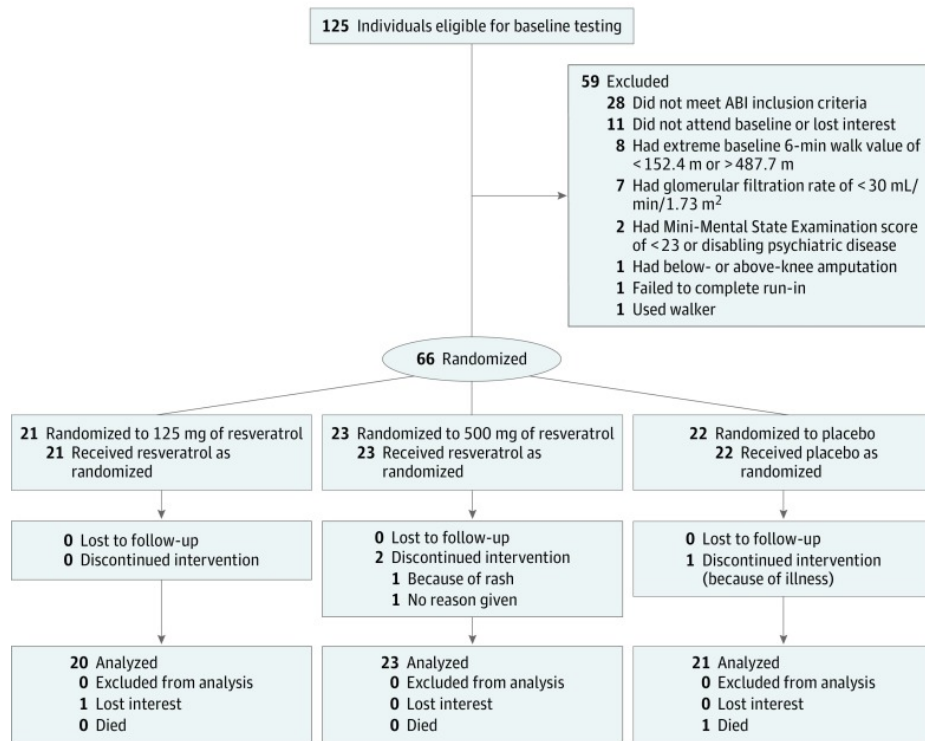 125 Individuals eligible for baseline testing
59 Excluded
28 Did not meet ABI inclusion criteria
11 Did not attend baseline or lost interest
8 Had extreme baseline 6-min walk value of
<152.4 m or >487.7 m
7 Had glomerular filtration rate of <30 mL/
min/1.73 m²
2 Had Mini-Mental State Examination score
of <23 or disabling psychiatric disease
1 Had below- or above-knee amputation
1 Failed to complete run-in
1 Used walker
66 Randomized
21 Randomized to 125 mg of resveratrol
21 Received resveratrol as
randomized
23 Randomized to 500 mg of resveratrol
23 Received resveratrol as
randomized
22 Randomized to placebo
22 Received placebo as
randomized
0 Lost to follow-up
0 Discontinued intervention
0 Lost to follow-up
2 Discontinued intervention
1 Because of rash
1 No reason given
0 Lost to follow-up
1 Discontinued intervention
(because of illness)
20 Analyzed
0 Excluded from analysis
1 Lost interest
0 Died
23 Analyzed
0 Excluded from analysis
0 Lost interest
0 Died
21 Analyzed
0 Excluded from analysis
0 Lost interest
1 Died